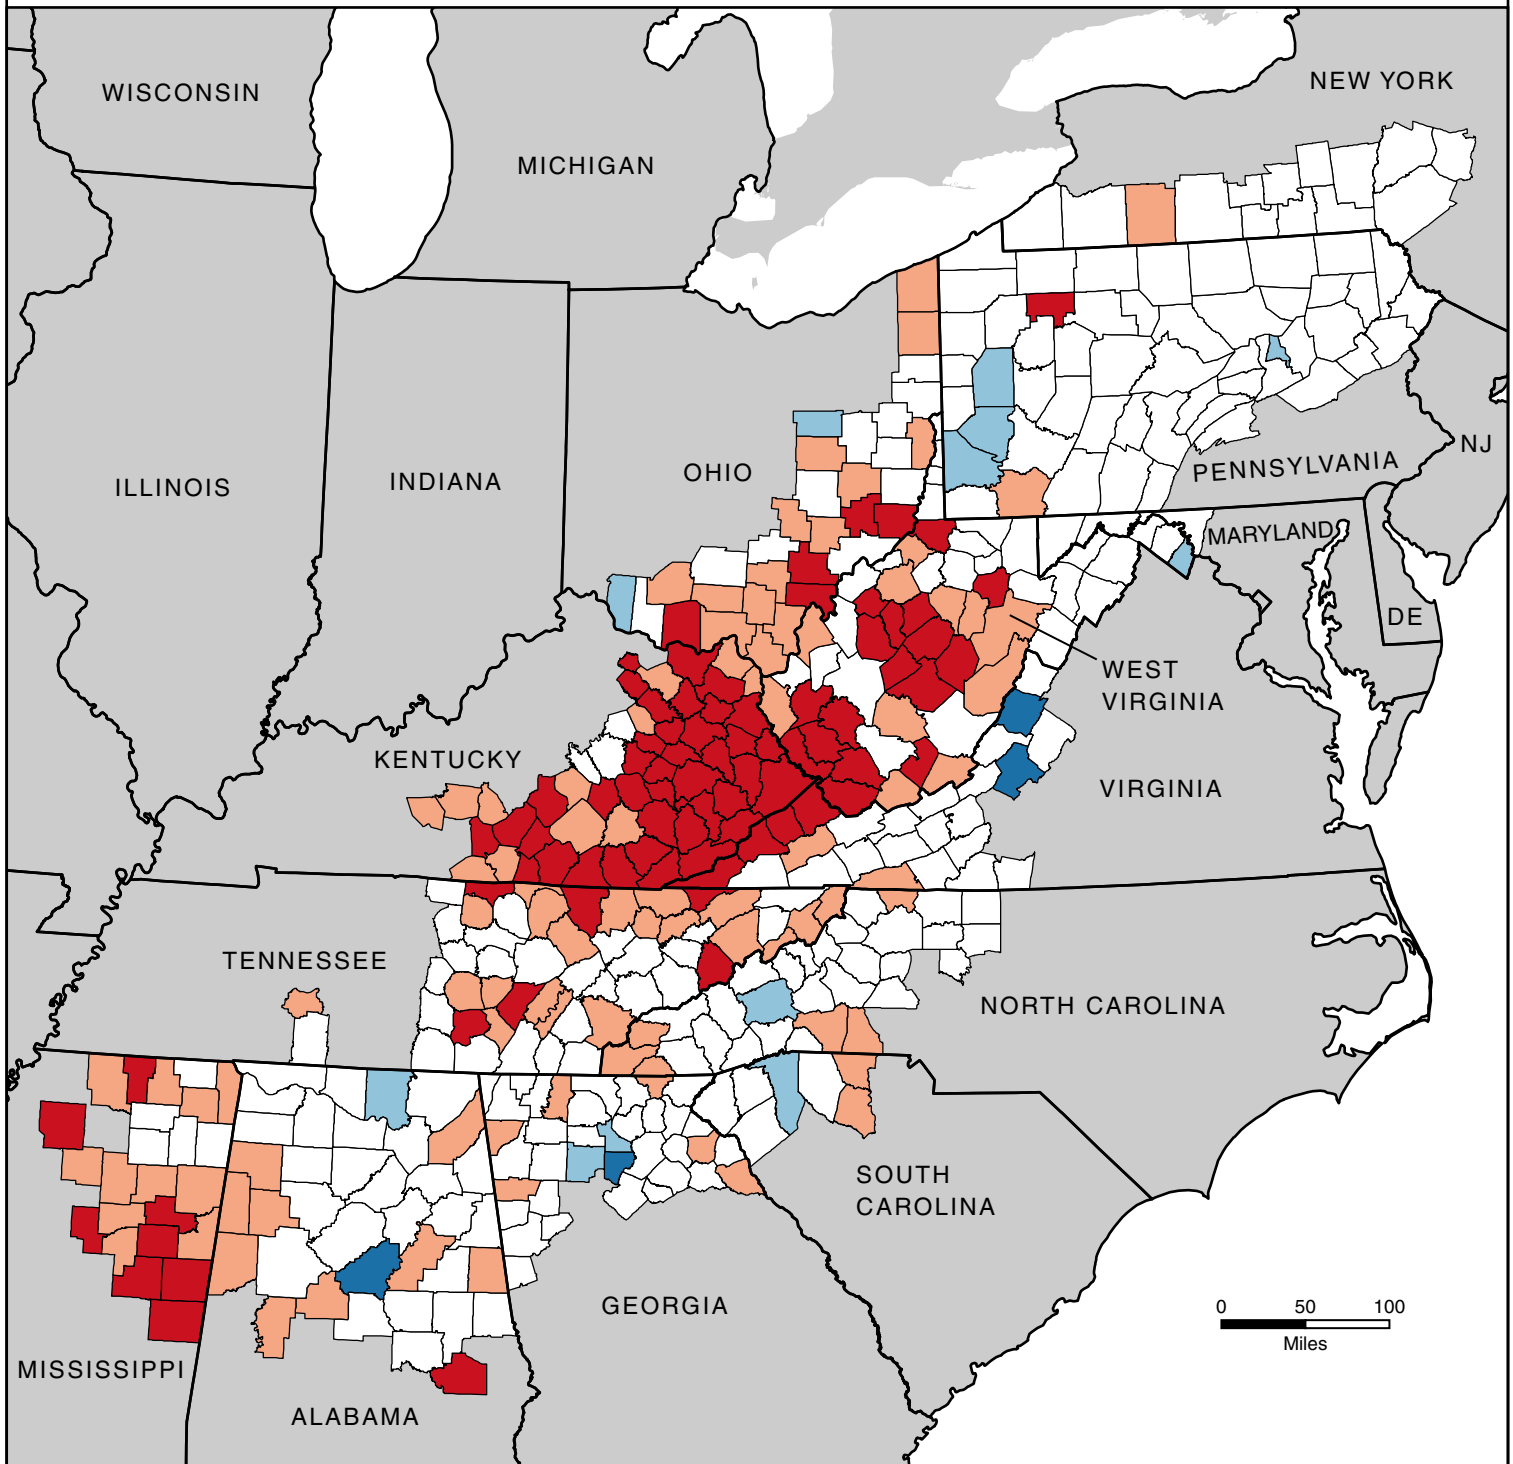 WISCONSIN
NEW YORK
MICHIGAN
ILLINOIS
INDIANA
OHIO
PENNSYLVANIA
NJ
MARYLAND
DE
WEST
VIRGINIA
KENTUCKY
VIRGINIA
TENNESSEE
NORTH CAROLINA
SOUTH
CAROLINA
GEORGIA
MISSISSIPPI
ALABAMA
0 50 100
Miles